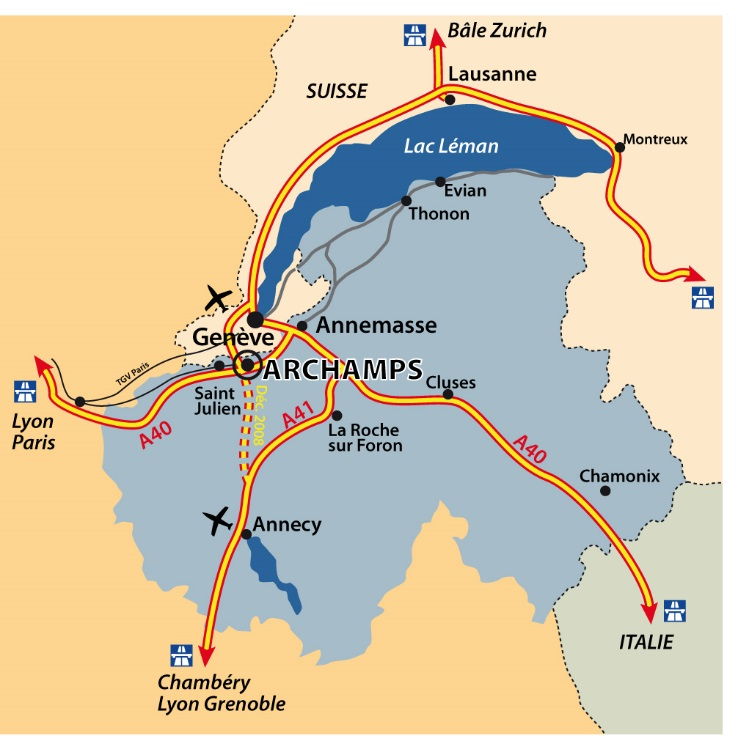 Bâle Zurich
Lausanne
SUISSE
Montreux
Lac Léman
Evian
Thonon
Annemasse
Genève
ARCHAMPS
TGV Paris
Saint
Julien
Déc. 2008
Cluses
Lyon
Paris
A40
A41
La Roche
sur Foron
A40
Chamonix
Annecy
ITALIE
Chambéry
Lyon Grenoble